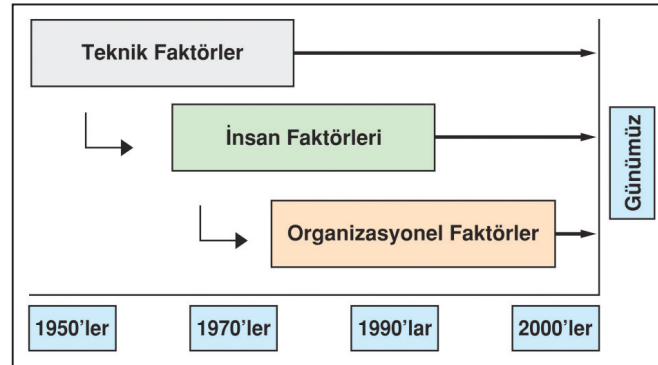 Teknik Faktörler
İnsan Faktörleri
Organizasyonel Faktörler
Günümüz
1950’ler
1970’ler
1990’lar
2000’ler